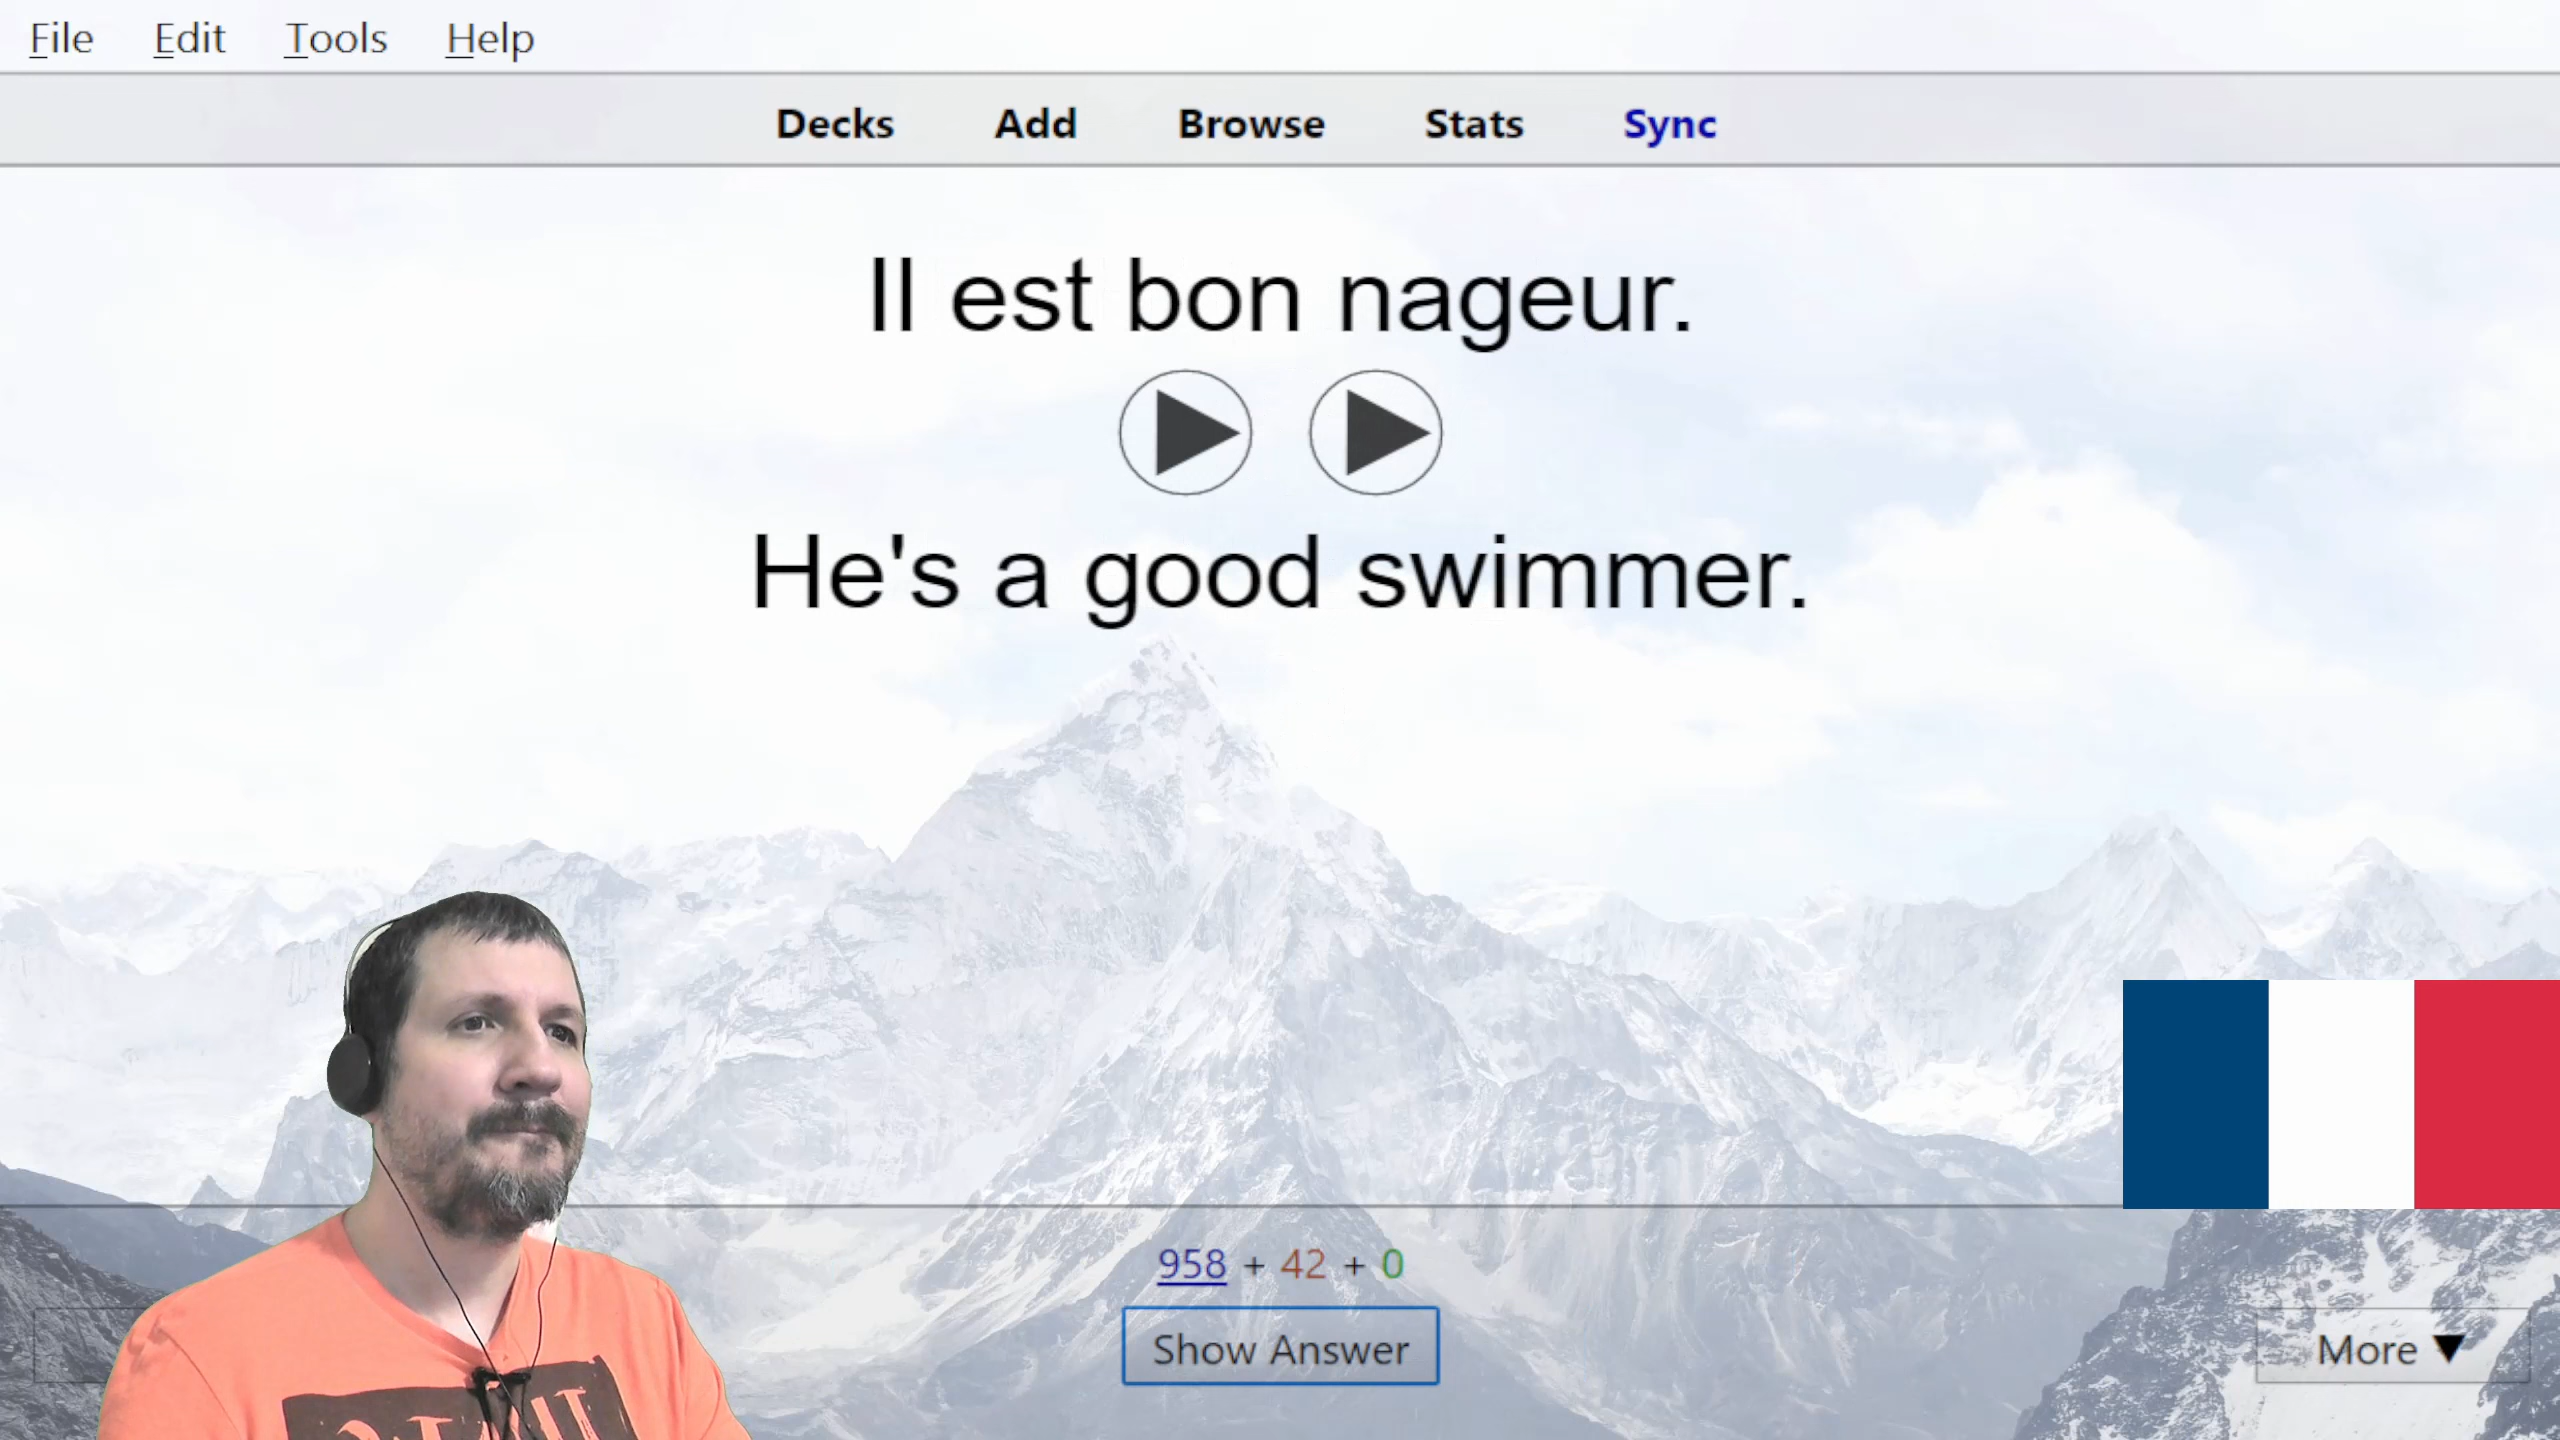 File Edit Tools Help
Decks Add Browse Stats Sync
Il est bon nageur.
He's a good swimmer.
958 + 42 + 0
Show Answer
More ▼